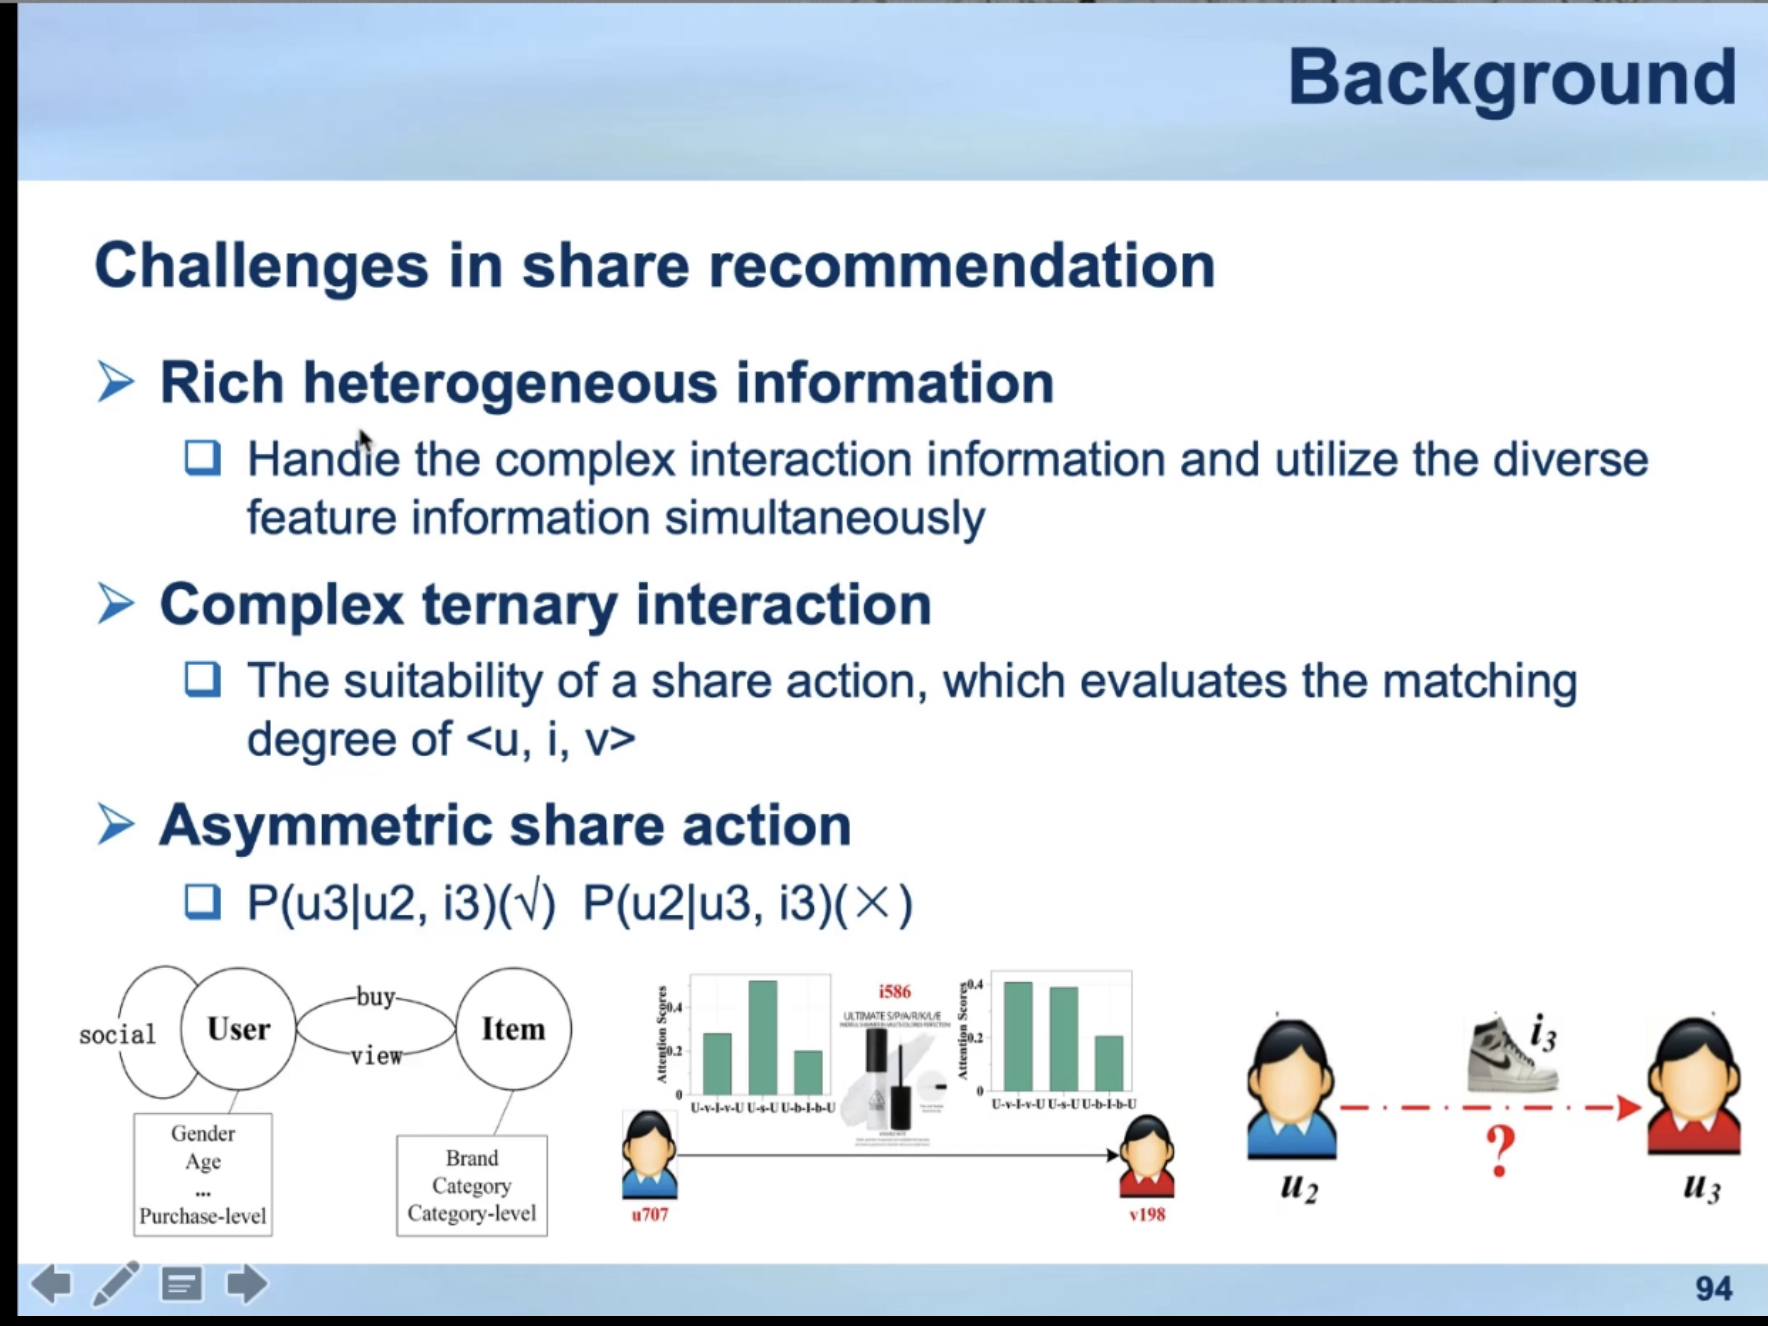 Background
Challenges in share recommendation
Rich heterogeneous information
Handle the complex interaction information and utilize the diverse
feature information simultaneously
Complex ternary interaction
The suitability of a share action, which evaluates the matching
degree of <u, i, v>
Asymmetric share action
P(u3|u2, i3)(√) P(u2|u3, i3)(×)
social
User
buy
view
Item
Gender
Age
...
Purchase-level
Brand
Category
Category-level
Attention Scores
0.4
0.2
0
U-v-I-v-U U-s-U U-b-I-b-U
i586
ULTIMATE S/P/A/R/K/L/E
Attention Scores
0.4
0.2
0
U-v-I-v-U U-s-U U-b-I-b-U
u707
v198
i3
?
u2
u3
94